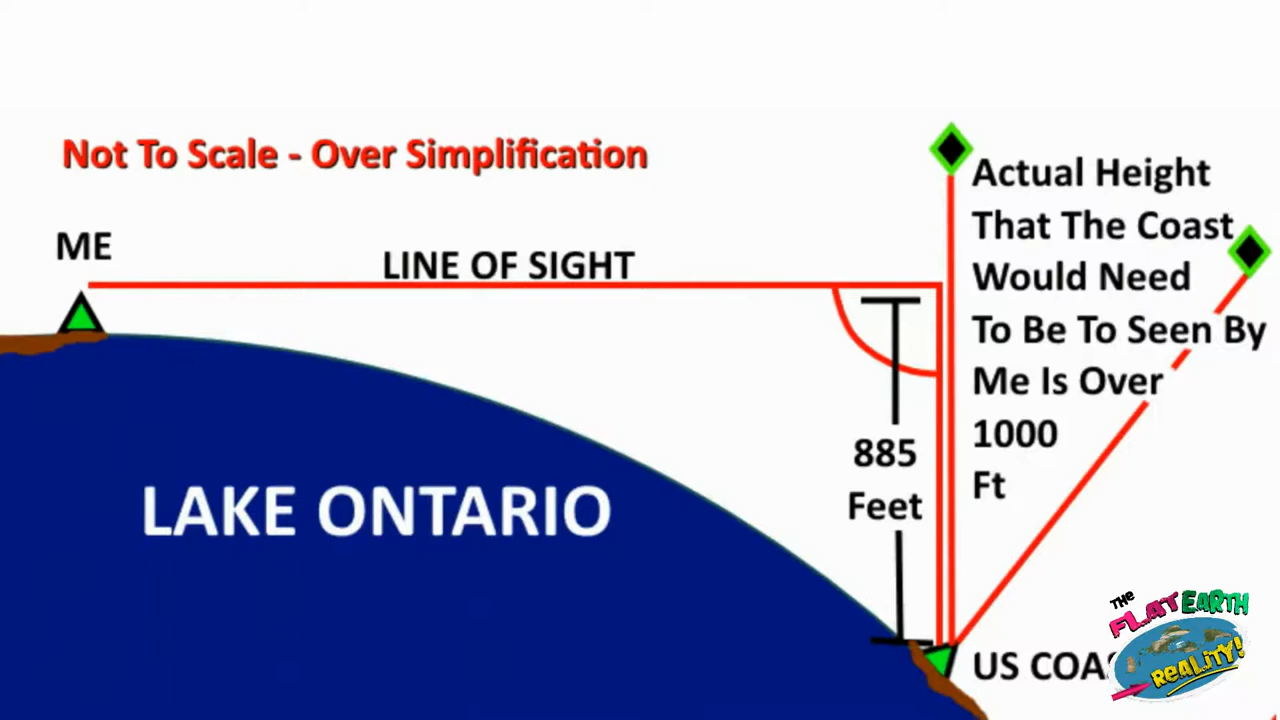 Not To Scale - Over Simplification
ME
LINE OF SIGHT
Actual Height
That The Coast
Would Need
To Be To Seen By
Me Is Over
1000
Ft
885
Feet
LAKE ONTARIO
US
THE
FLAT EARTH
REALITY!